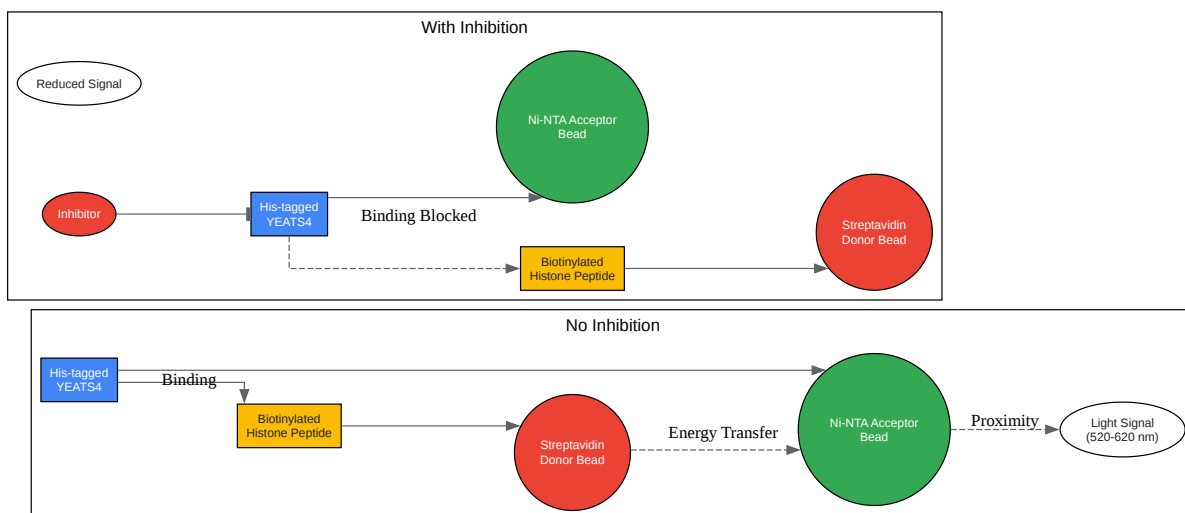 With Inhibition
Reduced Signal
Ni-NTA Acceptor
Bead
Inhibitor
His-tagged
YEATS4
Binding Blocked
Streptavidin
Donor Bead
Biotinylated
Histone Peptide
No Inhibition
His-tagged
YEATS4
Binding
Biotinylated
Histone Peptide
Streptavidin
Donor Bead
Energy Transfer
Ni-NTA Acceptor
Bead
Proximity
Light Signal
(520-620 nm)